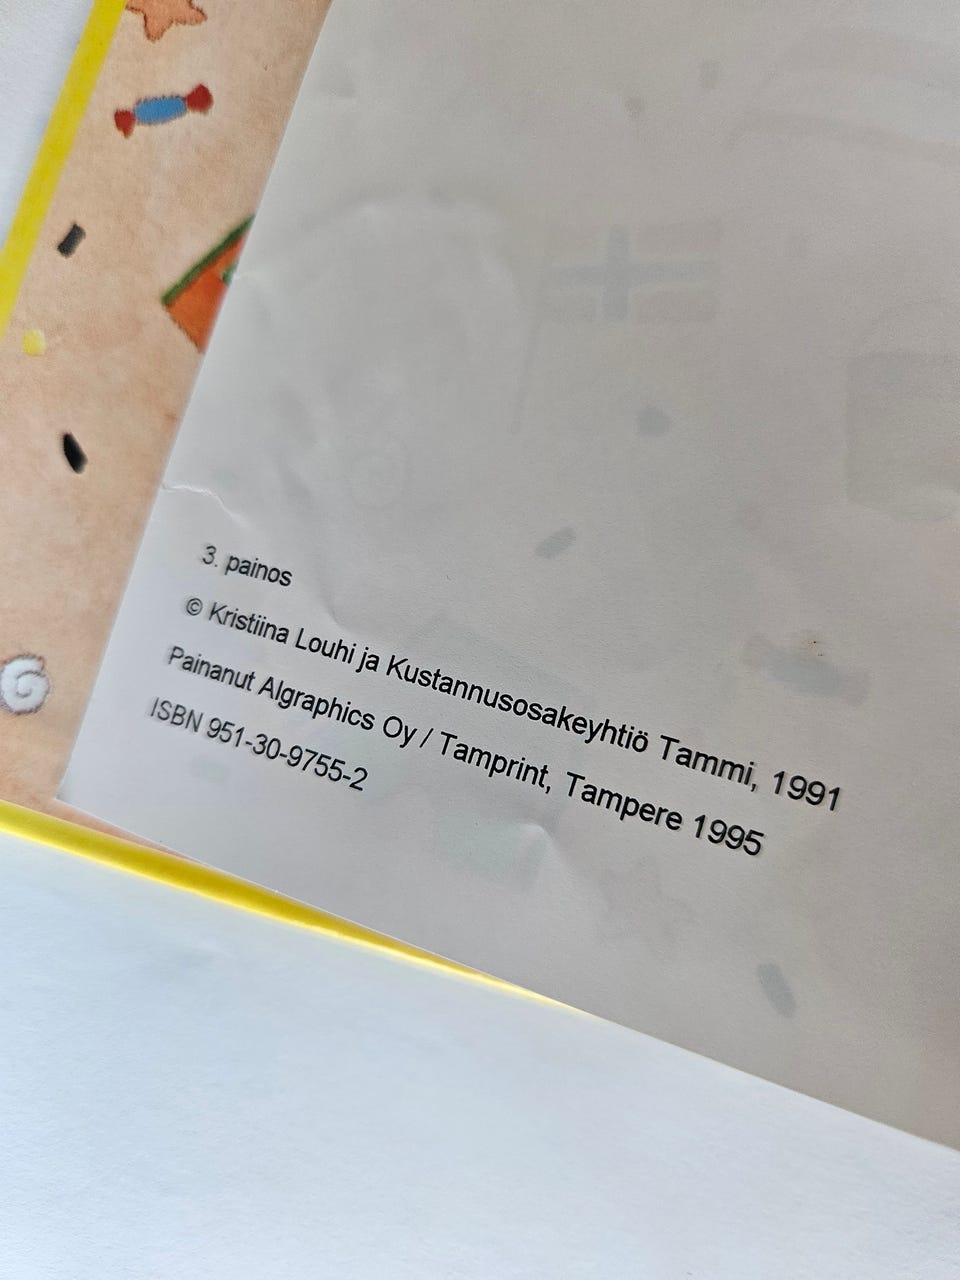 3. painos
© Kristiina Louhi ja Kustannusosakeyhtiö Tammi, 1991
Painanut Algraphics Oy / Tamprint, Tampere 1995
ISBN 951-30-9755-2